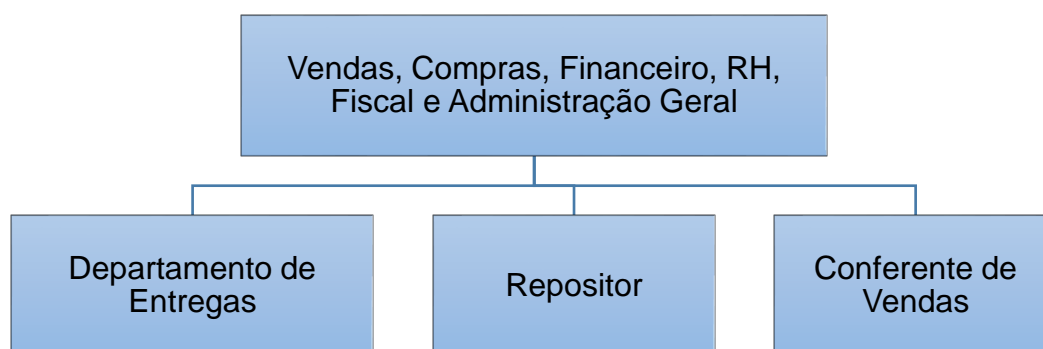 Vendas, Compras, Financeiro, RH,
Fiscal e Administração Geral
Departamento de
Entregas
Repositor
Conferente de
Vendas